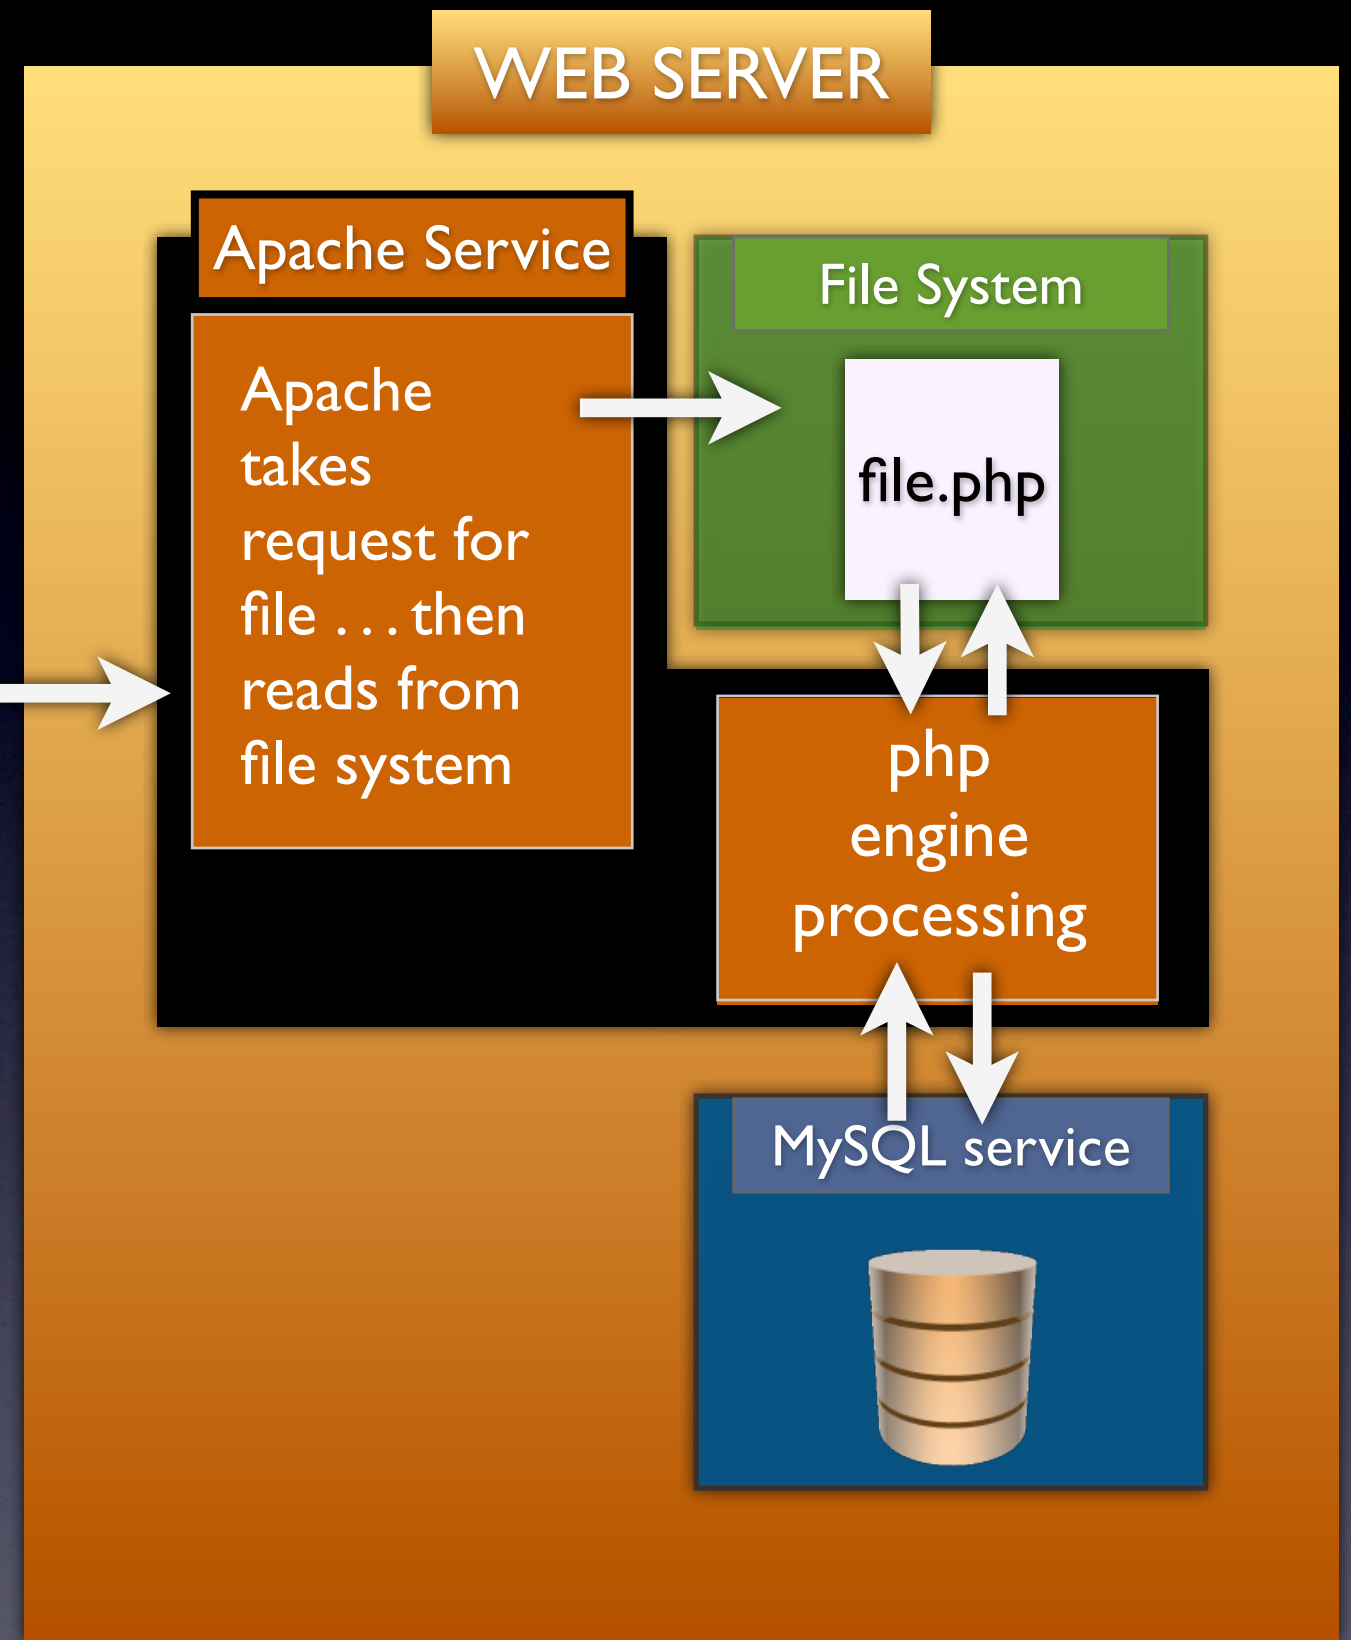 WEB SERVER
Apache Service
Apache
takes
request for
file . . . then
reads from
file system
File System
file.php
php
engine
processing
MySQL service